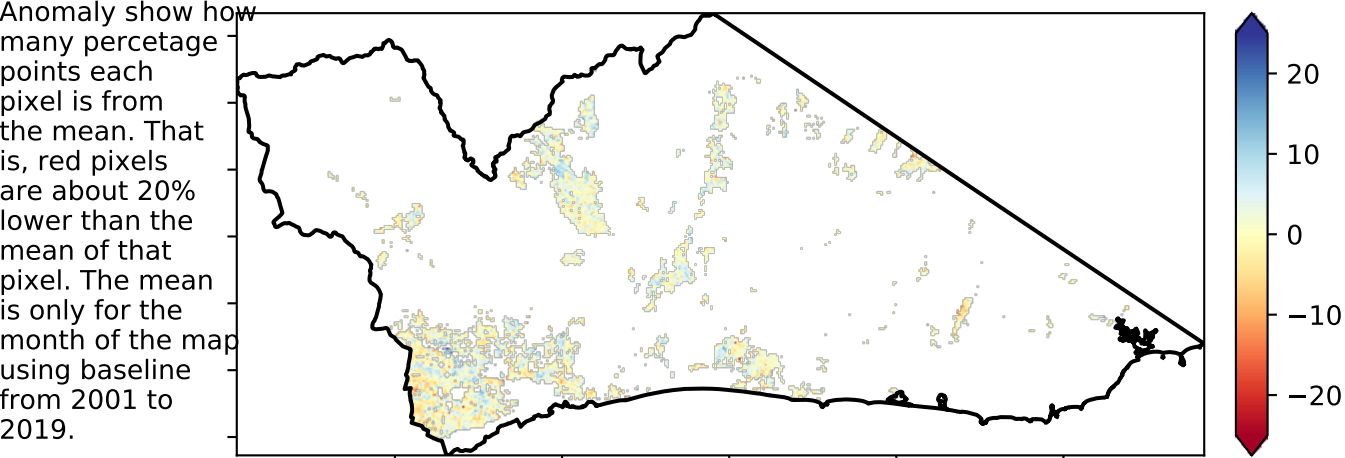 Anomaly show how
many percetage
points each
pixel is from
the mean. That
is, red pixels
are about 20%
lower than the
mean of that
pixel. The mean
is only for the
month of the map
using baseline
from 2001 to
2019.
20
10
0
−10
−20